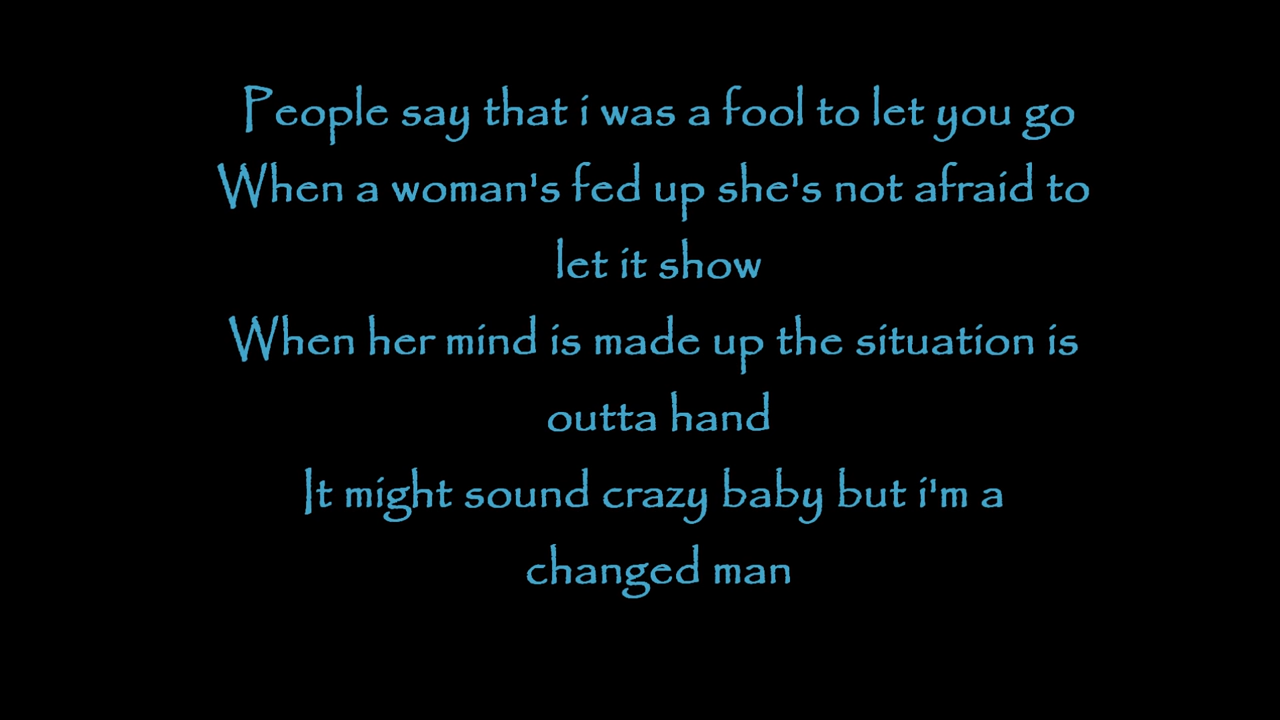 People say that i was a fool to let you go
When a woman's fed up she's not afraid to
let it show
When her mind is made up the situation is
outta hand
It might sound crazy baby but i'm a
changed man